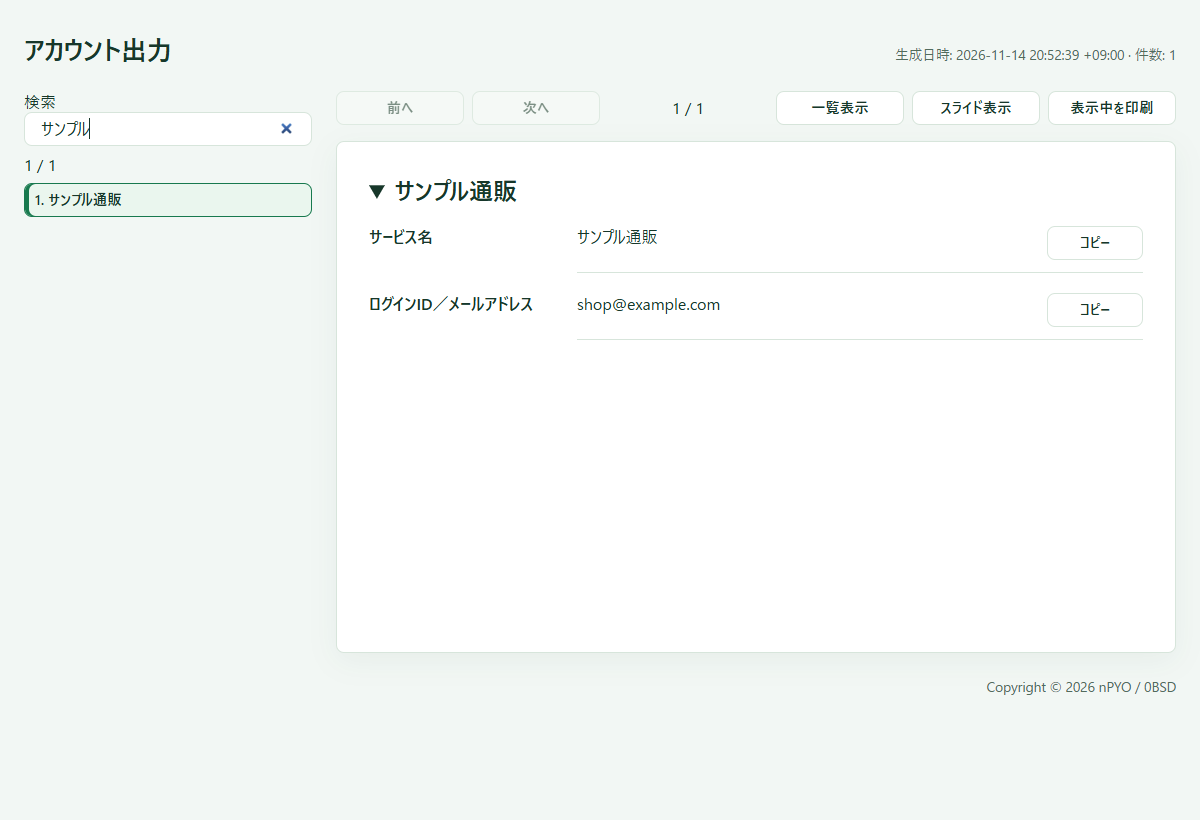 アカウント出力
生成日時: 2026-11-14 20:52:39 +09:00 · 件数: 1
検索
サンプル
1 / 1
1. サンプル通販
前へ
次へ
1 / 1
一覧表示
スライド表示
表示中を印刷
▼ サンプル通販
サービス名
サンプル通販
コピー
ログインID／メールアドレス
shop@example.com
コピー
Copyright © 2026 nPYO / 0BSD